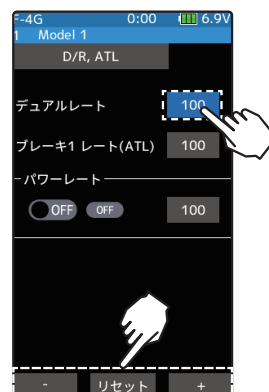 F-4G 0:00 6.9V
1 Model 1
D/R, ATL
デュアルレート 100
ブレーキ1 レート(ATL) 100
パワーレート
OFF OFF 100
- リセット +